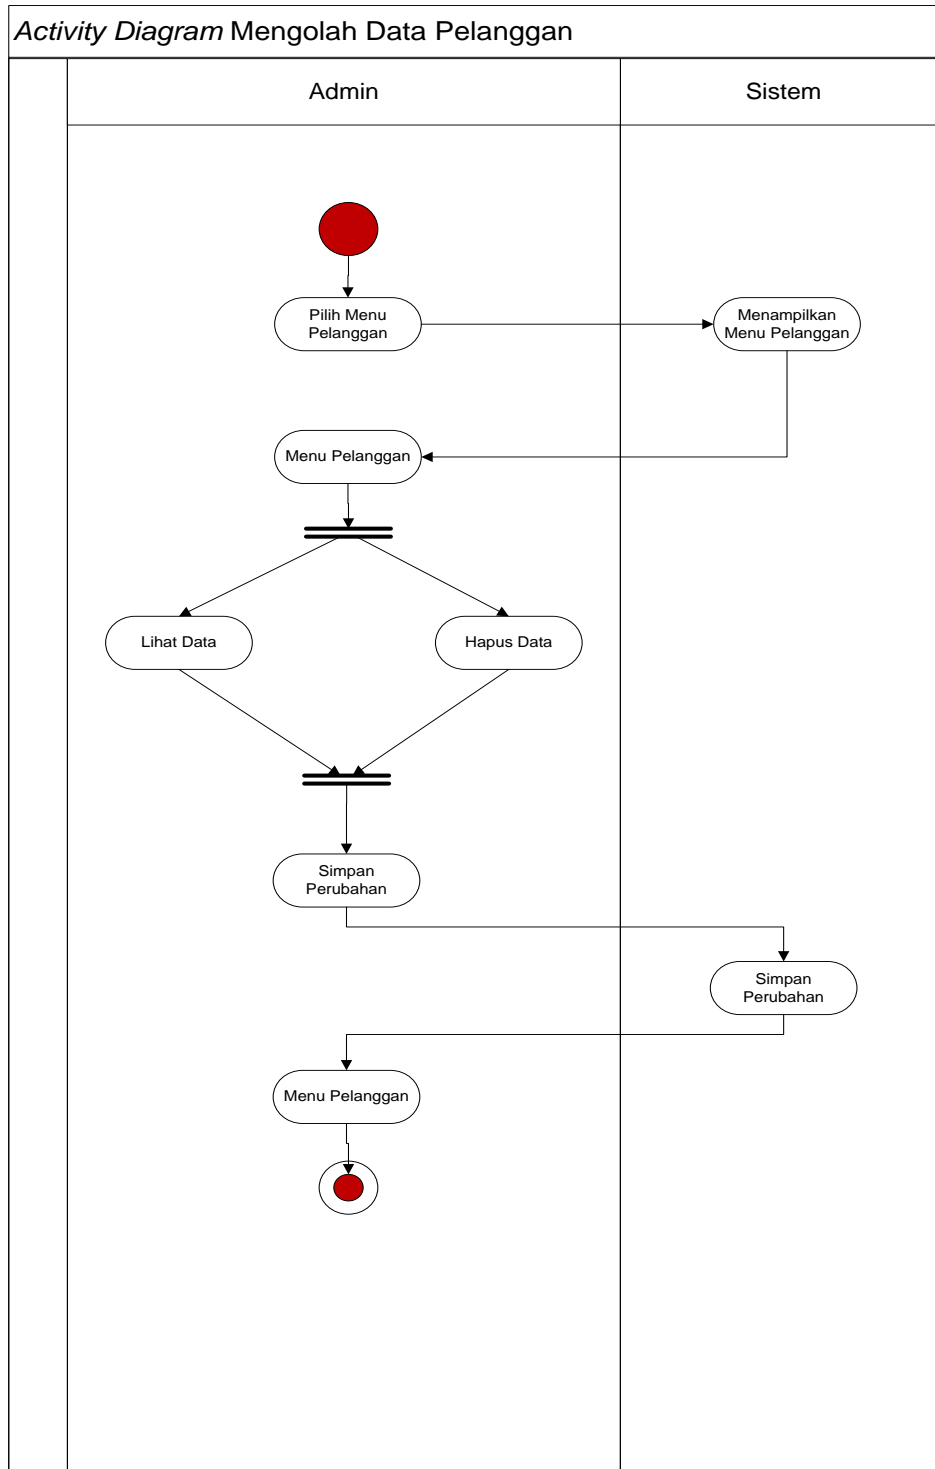 Activity Diagram Mengolah Data Pelanggan
Admin
Sistem
Pilih Menu
Pelanggan
Menampilkan
Menu Pelanggan
Menu Pelanggan
Lihat Data
Hapus Data
Simpan
Perubahan
Simpan
Perubahan
Menu Pelanggan